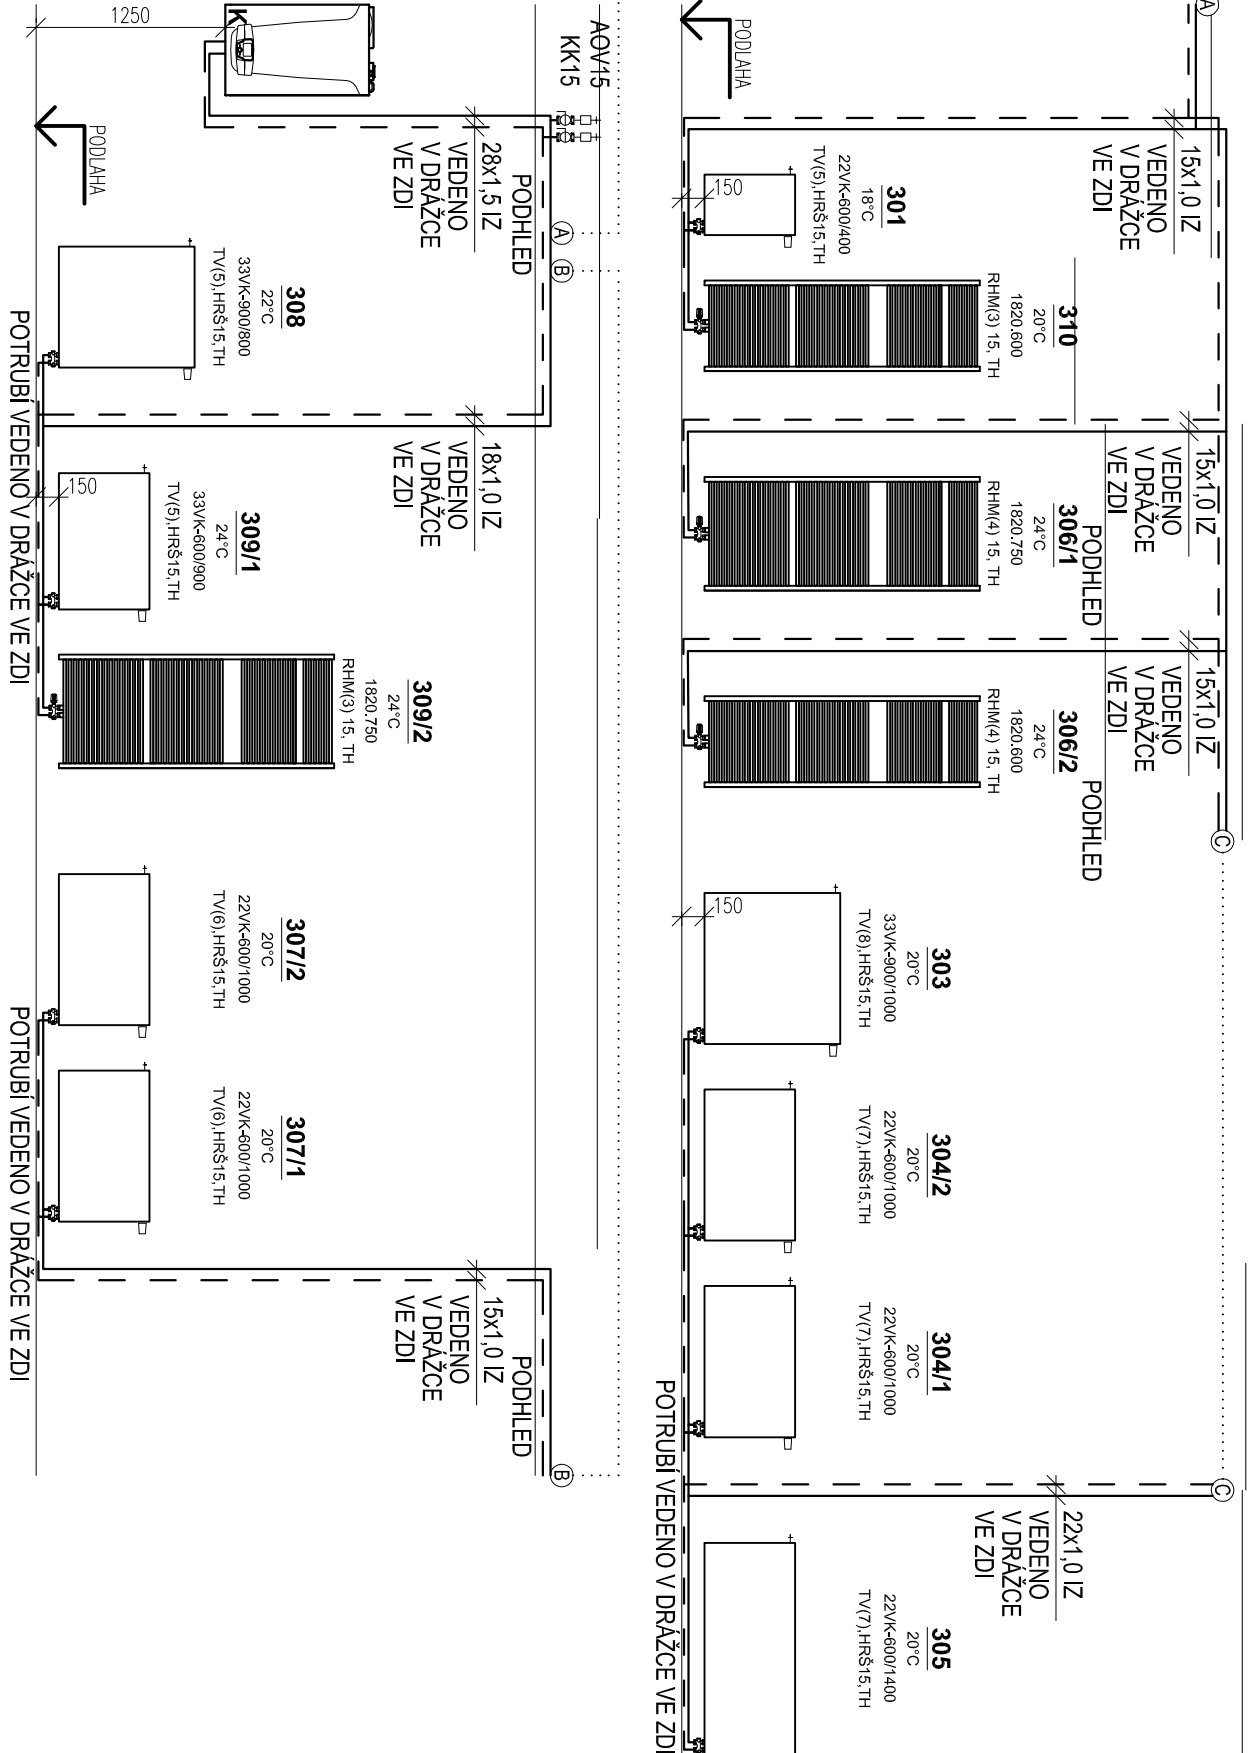 A
PODLAHA
15x1,0 IZ
VEDENO
V DRÁŽCE
VE ZDI
150
301
18°C
22VK-600/400
TV(5),HRŠ15,TH
310
20°C
1820.600
RHM(3) 15, TH
15x1,0 IZ
VEDENO
V DRÁŽCE
VE ZDI
PODHLED
306/1
24°C
1820.750
RHM(4) 15, TH
15x1,0 IZ
VEDENO
V DRÁŽCE
VE ZDI
PODHLED
306/2
24°C
1820.600
RHM(4) 15, TH
C
150
303
20°C
33VK-900/1000
TV(8),HRŠ15,TH
304/2
20°C
22VK-600/1000
TV(7),HRŠ15,TH
304/1
20°C
22VK-600/1000
TV(7),HRŠ15,TH
C
22x1,0 IZ
VEDENO
V DRÁŽCE
VE ZDI
305
20°C
22VK-600/1400
TV(7),HRŠ15,TH
POTRUBÍ VEDENO V DRÁŽCE VE ZDI
1250
K
AOV15
KK15
PODLAHA
28x1,5 IZ
VEDENO
V DRÁŽCE
VE ZDI
PODHLED
A
B
308
22°C
33VK-900/800
TV(5),HRŠ15,TH
POTRUBÍ VEDENO V DRÁŽCE VE ZDI
18x1,0 IZ
VEDENO
V DRÁŽCE
VE ZDI
150
309/1
24°C
33VK-600/900
TV(5),HRŠ15,TH
309/2
24°C
1820.750
RHM(3) 15, TH
307/2
20°C
22VK-600/1000
TV(6),HRŠ15,TH
307/1
20°C
22VK-600/1000
TV(6),HRŠ15,TH
POTRUBÍ VEDENO V DRÁŽCE VE ZDI
15x1,0 IZ
VEDENO
V DRÁŽCE
VE ZDI
PODHLED
B